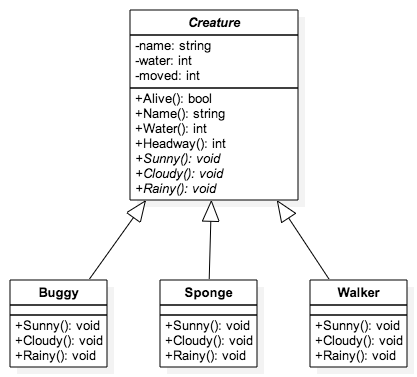 Creature
-name: string
-water: int
-moved: int
+Alive(): bool
+Name(): string
+Water(): int
+Headway(): int
+Sunny(): void
+Cloudy(): void
+Rainy(): void
Buggy
+Sunny(): void
+Cloudy(): void
+Rainy(): void
Sponge
+Sunny(): void
+Cloudy(): void
+Rainy(): void
Walker
+Sunny(): void
+Cloudy(): void
+Rainy(): void